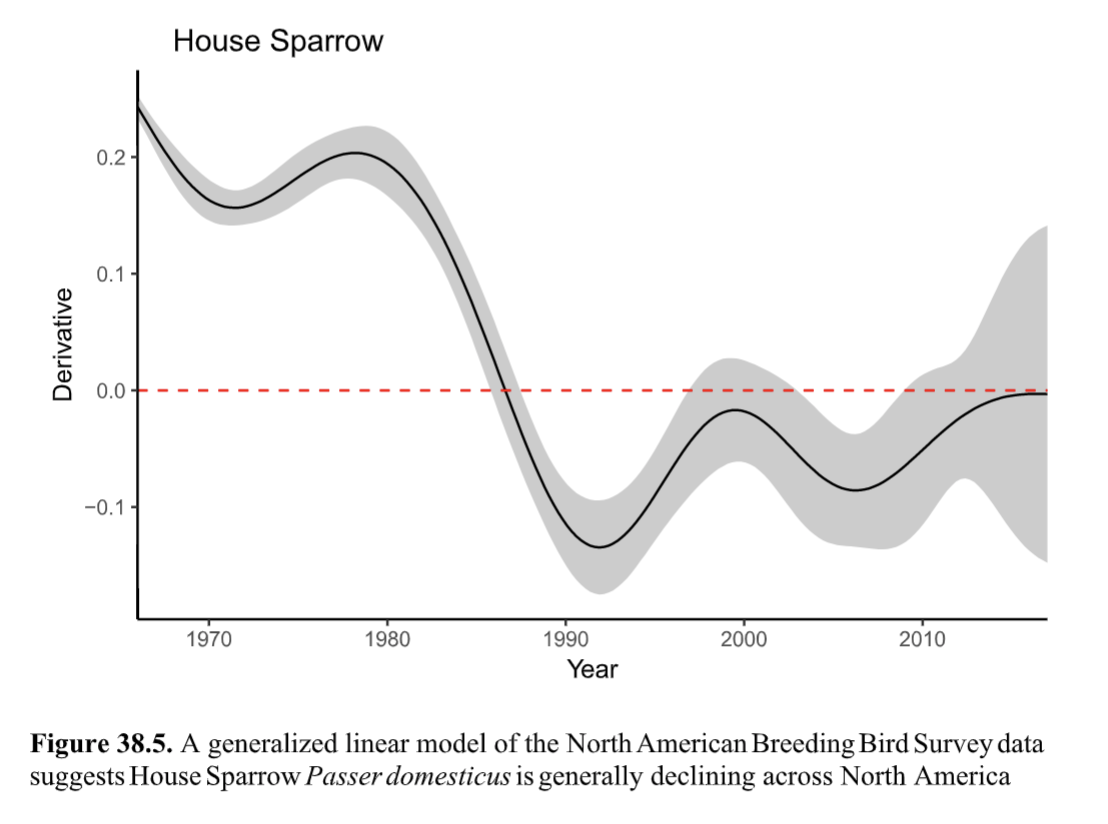 House Sparrow
0.2
0.1
0.0
−0.1
Derivative
1970 1980 1990 2000 2010
Year
Figure 38.5. A generalized linear model of the North American Breeding Bird Survey data
suggests House Sparrow Passer domesticus is generally declining across North America